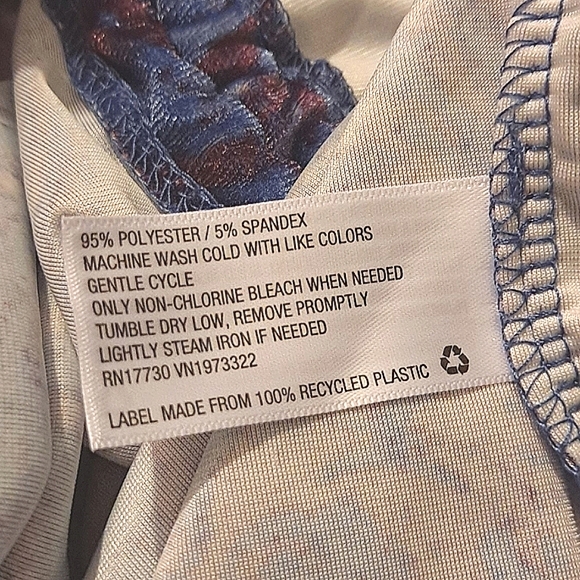 95% POLYESTER / 5% SPANDEX
MACHINE WASH COLD WITH LIKE COLORS
GENTLE CYCLE
ONLY NON-CHLORINE BLEACH WHEN NEEDED
TUMBLE DRY LOW, REMOVE PROMPTLY
LIGHTLY STEAM IRON IF NEEDED
RN17730 VN1973322
LABEL MADE FROM 100% RECYCLED PLASTIC